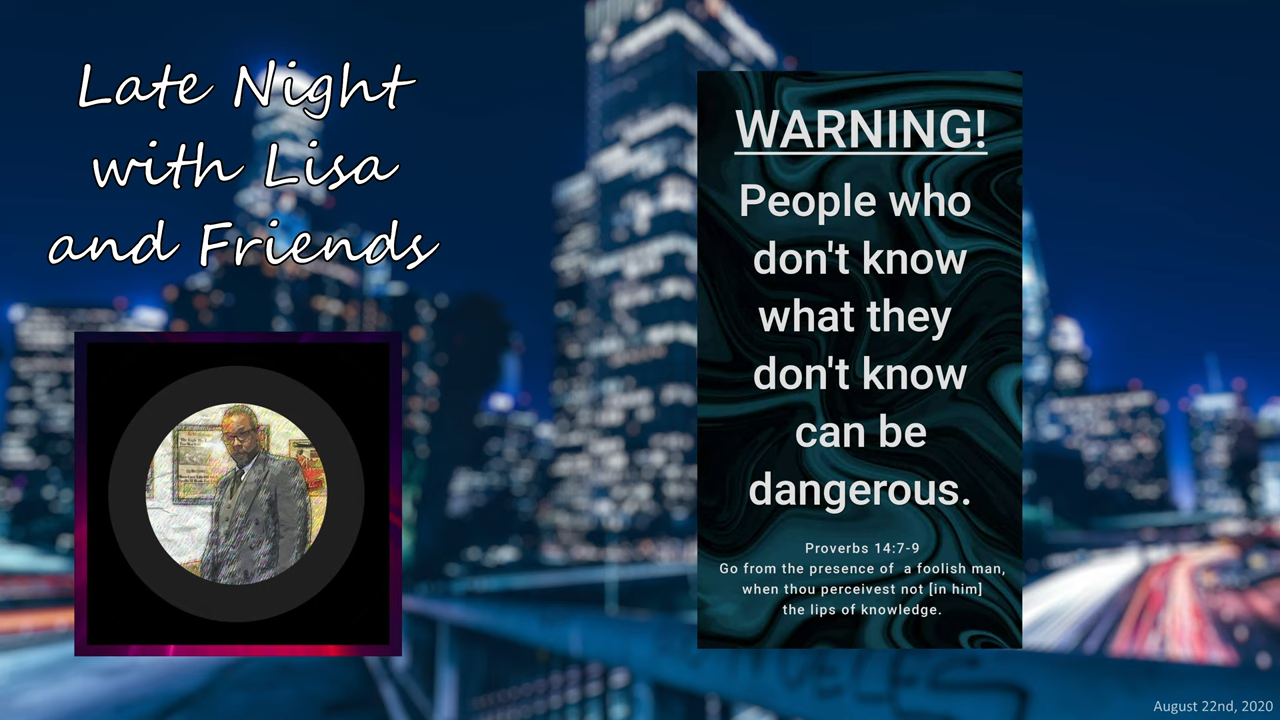 Late Night
with Lisa
and Friends
WARNING!
People who
don't know
what they
don't know
can be
dangerous.
Proverbs 14:7-9
Go from the presence of  a foolish man,
when thou perceivest not [in him]
the lips of knowledge.
August 22nd, 2020